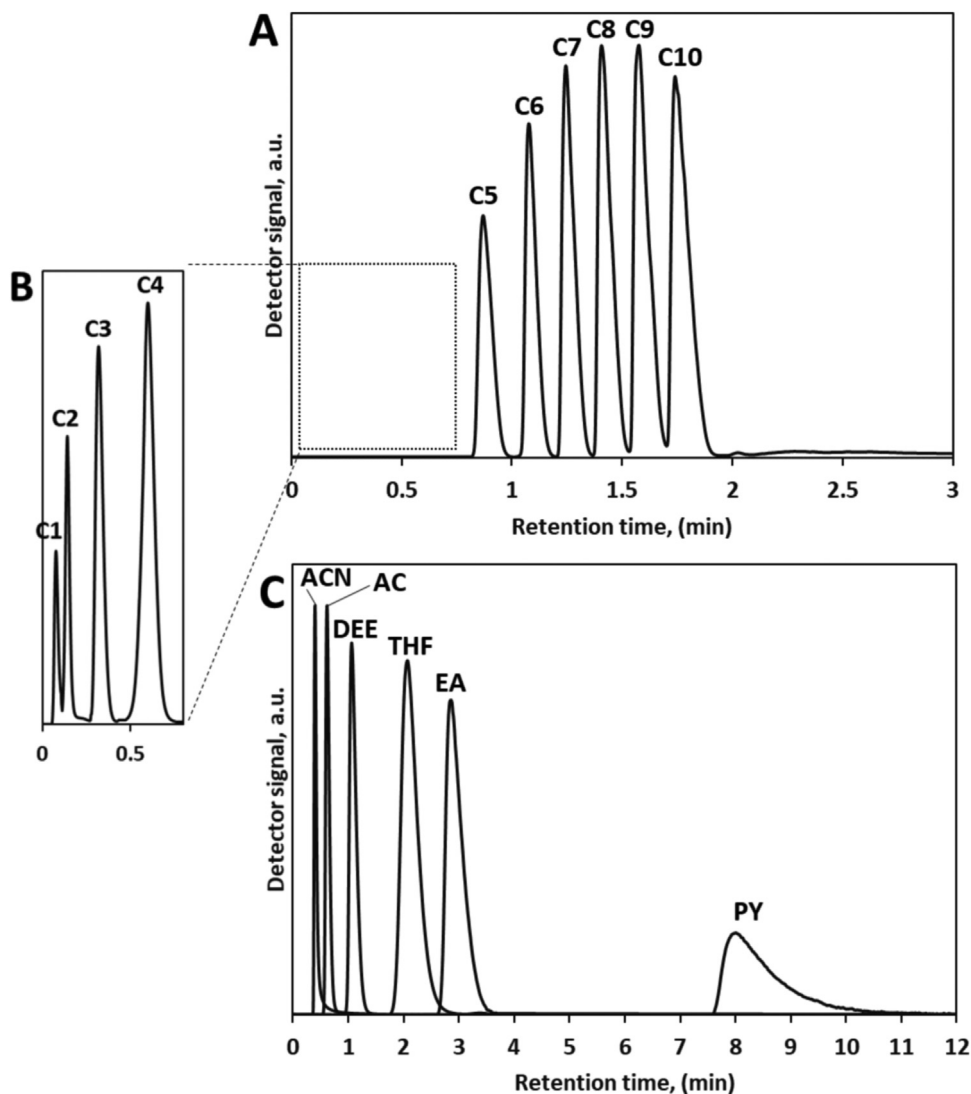 A
C5
C6
C7
C8
C9
C10
Detector signal, a.u.
0 0.5 1 1.5 2 2.5 3
Retention time, (min)
B
C1
C2
C3
C4
0 0.5
C
ACN
AC
DEE
THF
EA
PY
Detector signal, a.u.
0 1 2 3 4 5 6 7 8 9 10 11 12
Retention time, (min)